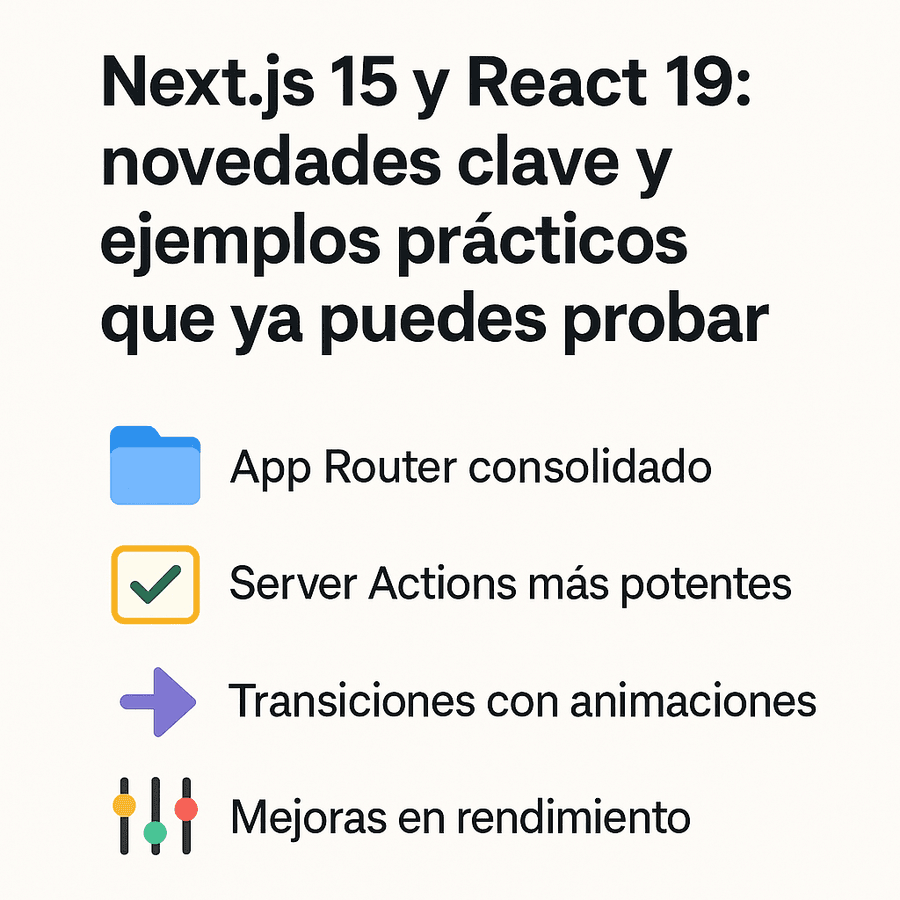 Next.js 15 y React 19:
novedades clave y
ejemplos prácticos
que ya puedes probar
App Router consolidado
Server Actions más potentes
Transiciones con animaciones
Mejoras en rendimiento